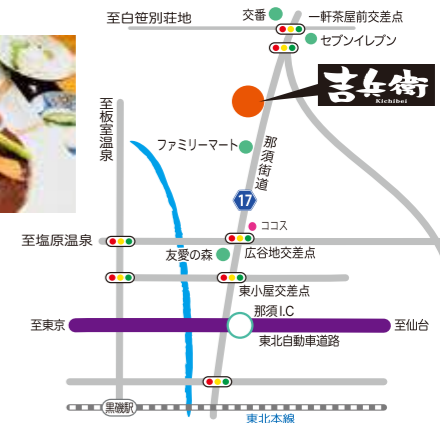 交番
至白笹別荘地
一軒茶屋前交差点
セブンイレブン
吉兵衛
Kichibei
至板室温泉
ファミリーマート
那須街道
17
ココス
至塩原温泉
友愛の森
広谷地交差点
東小屋交差点
那須I.C
至東京
至仙台
東北自動車道路
黒磯駅
東北本線